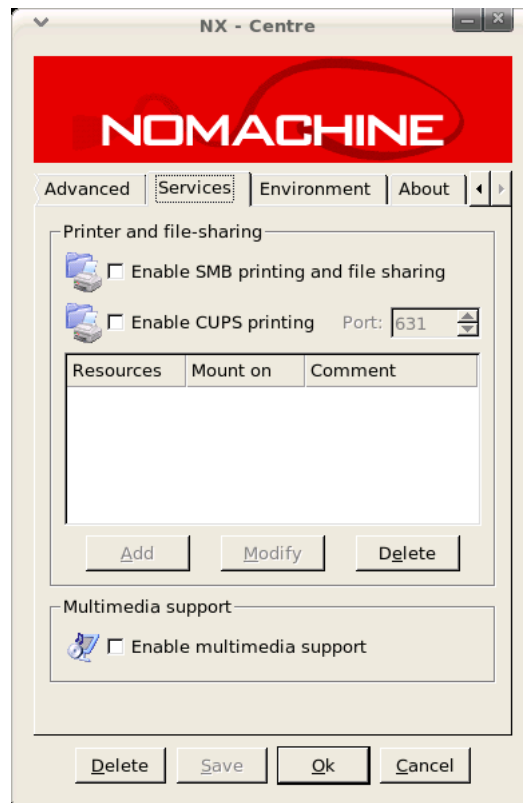 NX - Centre
NOMACHINE
Advanced Services Environment About
Printer and file-sharing
Enable SMB printing and file sharing
Enable CUPS printing Port: 631
Resources Mount on Comment
Add Modify Delete
Multimedia support
Enable multimedia support
Delete Save Ok Cancel